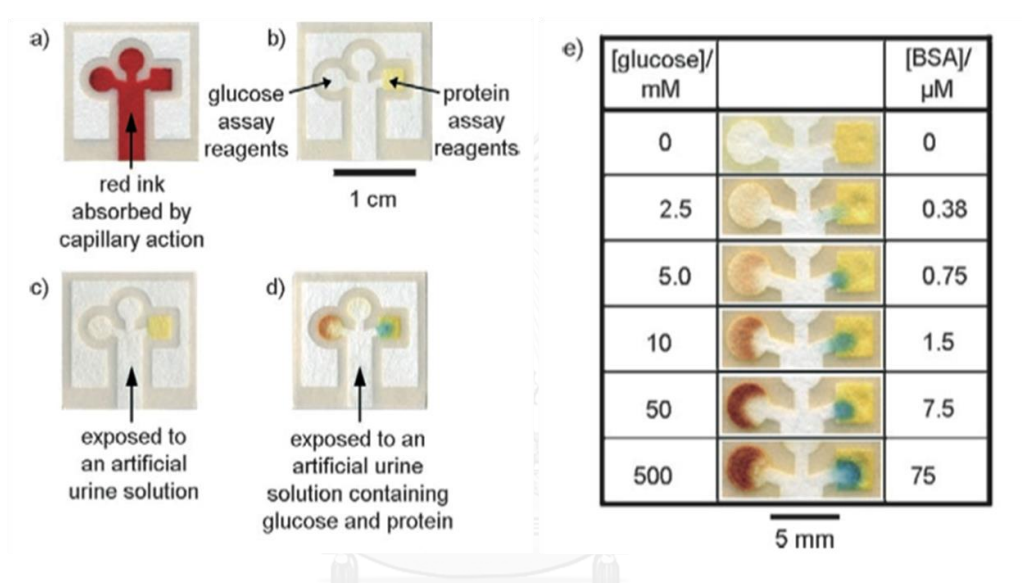 a)
red ink
absorbed by
capillary action
b)
glucose
assay
reagents
protein
assay
reagents
1 cm
c)
exposed to
an artificial
urine solution
d)
exposed to an
artificial urine
solution containing
glucose and protein
e)
[glucose]/
mM
[BSA]/
μM
0 0
2.5 0.38
5.0 0.75
10 1.5
50 7.5
500 75
5 mm